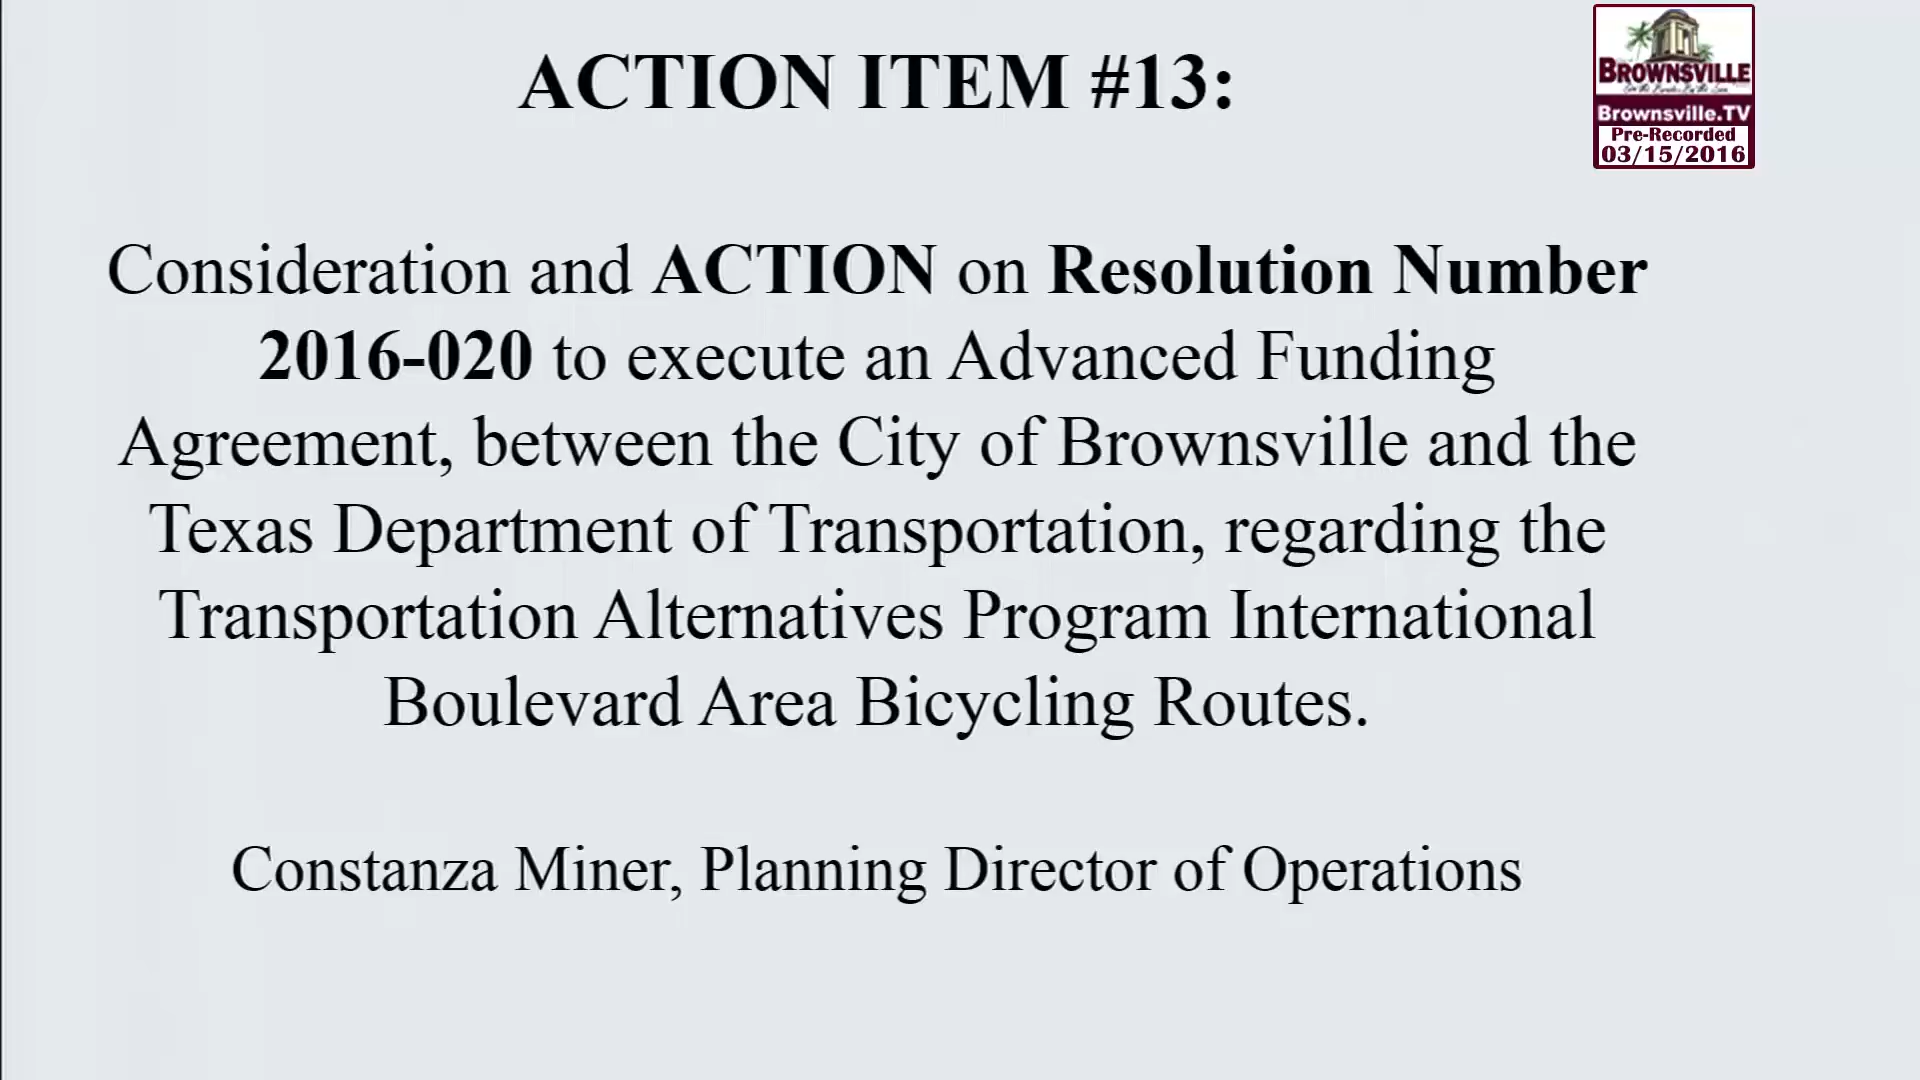 ACTION ITEM #13:
BROWNSVILLE
Brownsville.TV
Pre-Recorded
03/15/2016
Consideration and ACTION on Resolution Number
2016-020 to execute an Advanced Funding
Agreement, between the City of Brownsville and the
Texas Department of Transportation, regarding the
Transportation Alternatives Program International
Boulevard Area Bicycling Routes.
Constanza Miner, Planning Director of Operations